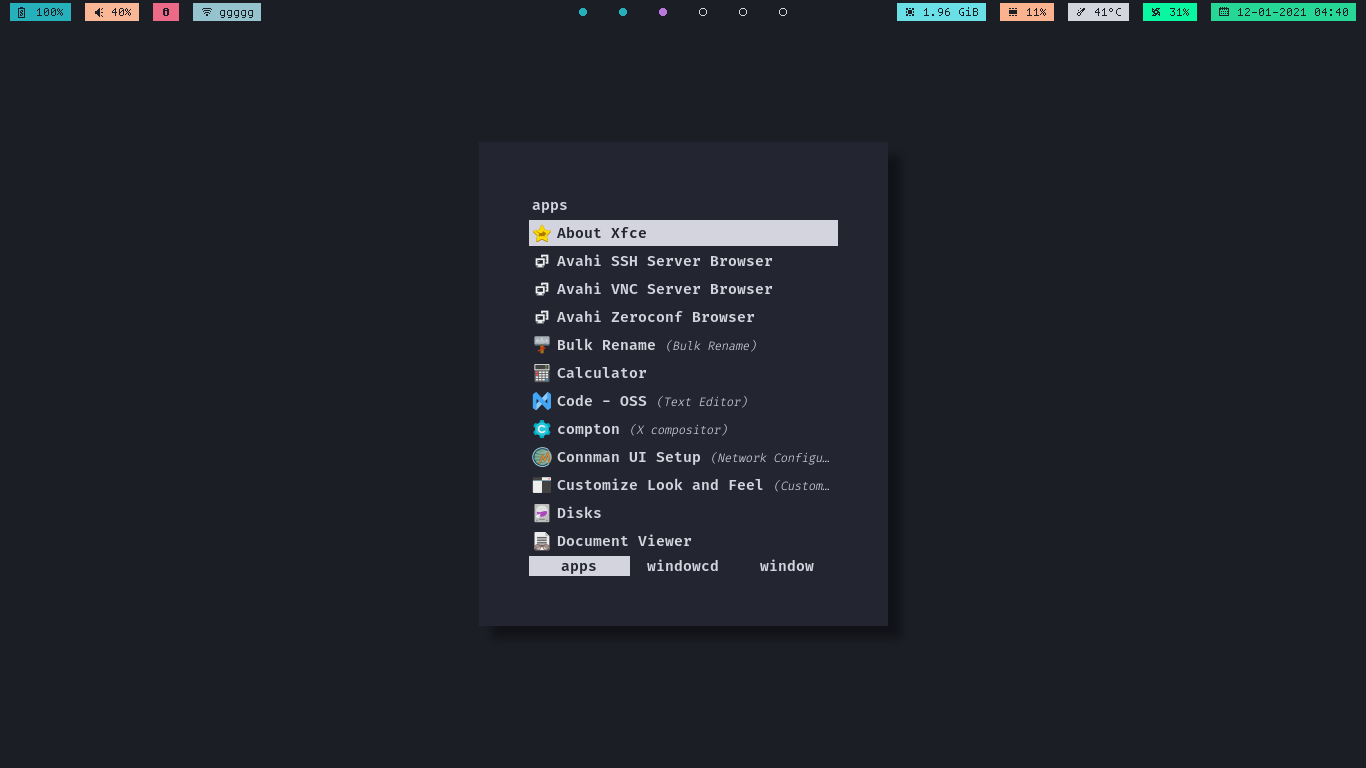 100% 40% ggggg 1.96 GiB 11% 41°C 31% 12-01-2021 04:40
apps
About Xfce
Avahi SSH Server Browser
Avahi VNC Server Browser
Avahi Zeroconf Browser
Bulk Rename (Bulk Rename)
Calculator
Code - OSS (Text Editor)
compton (X compositor)
Connman UI Setup (Network Configu…
Customize Look and Feel (Custom…
Disks
Document Viewer
apps windowcd window